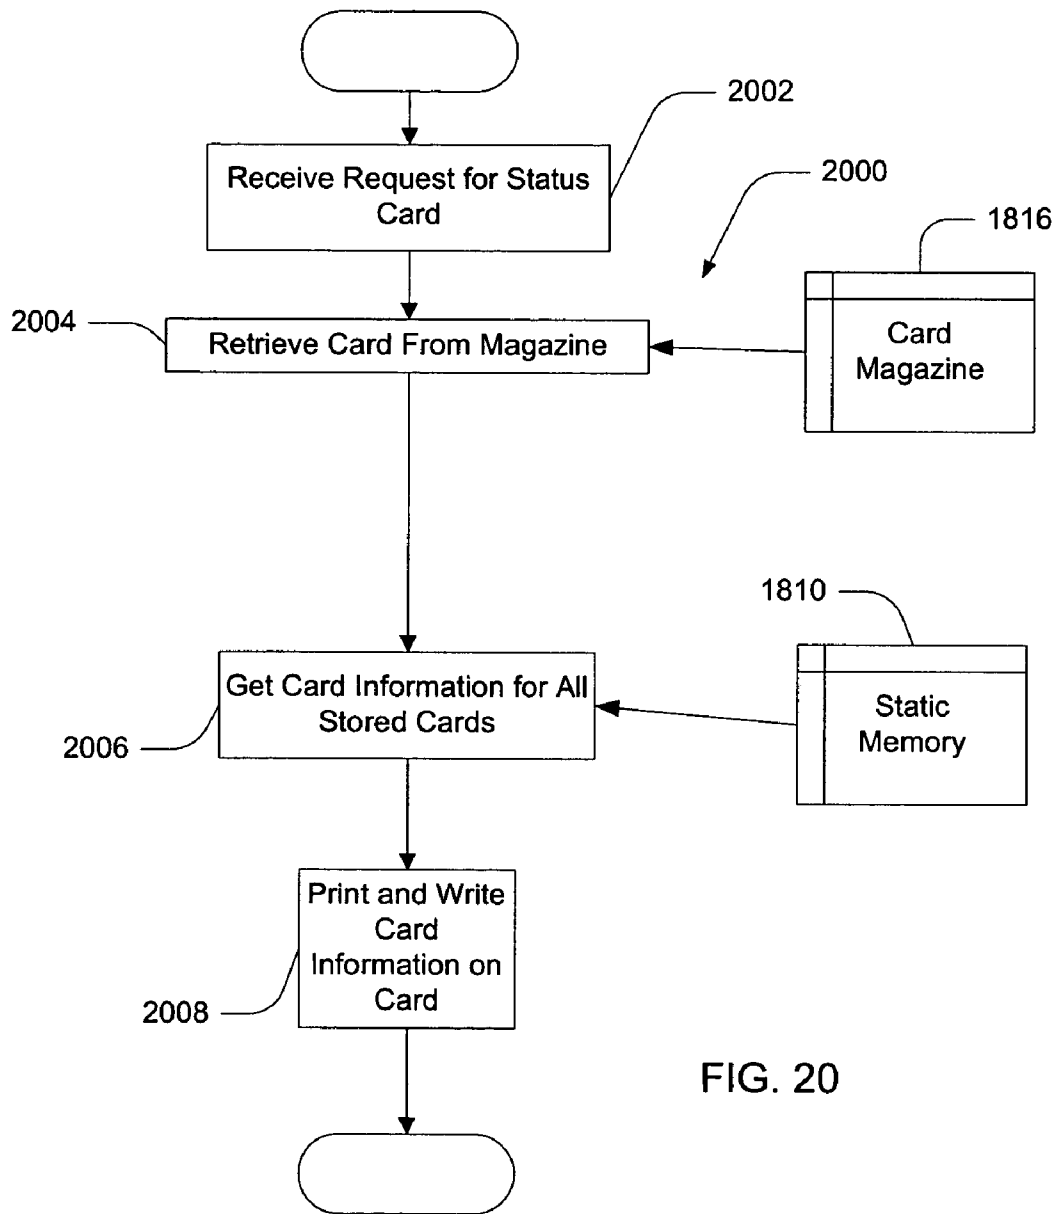 2002
Receive Request for Status
Card
2000
1816
2004
Retrieve Card From Magazine
Card
Magazine
1810
Get Card Information for All
Stored Cards
2006
Static
Memory
Print and Write
Card
Information on
Card
2008
FIG. 20